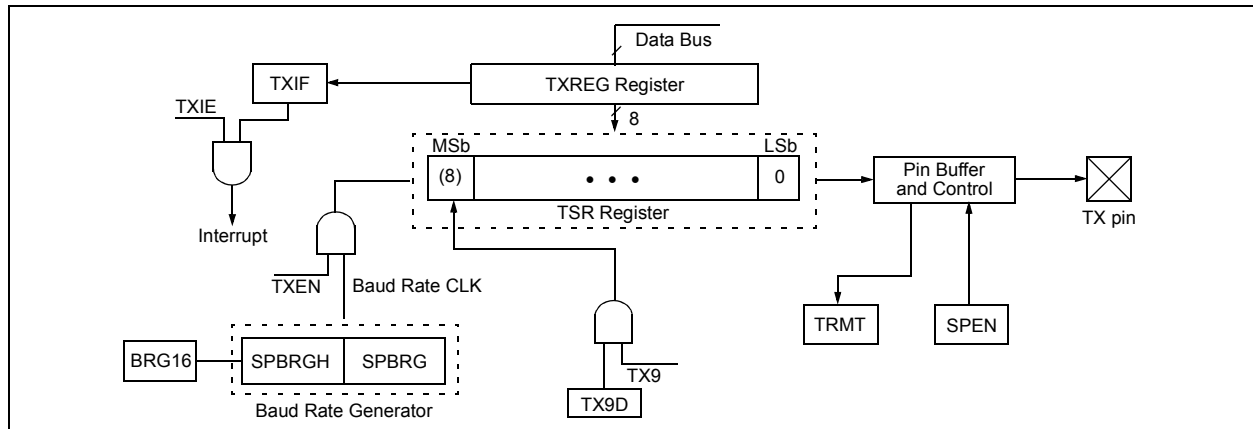 Data Bus
TXIF
TXREG Register
TXIE
8
MSb
LSb
(8)
• • •
0
TSR Register
Pin Buffer
and Control
TX pin
Interrupt
TXEN
Baud Rate CLK
TRMT
SPEN
BRG16
SPBRGH
SPBRG
TX9
Baud Rate Generator
TX9D